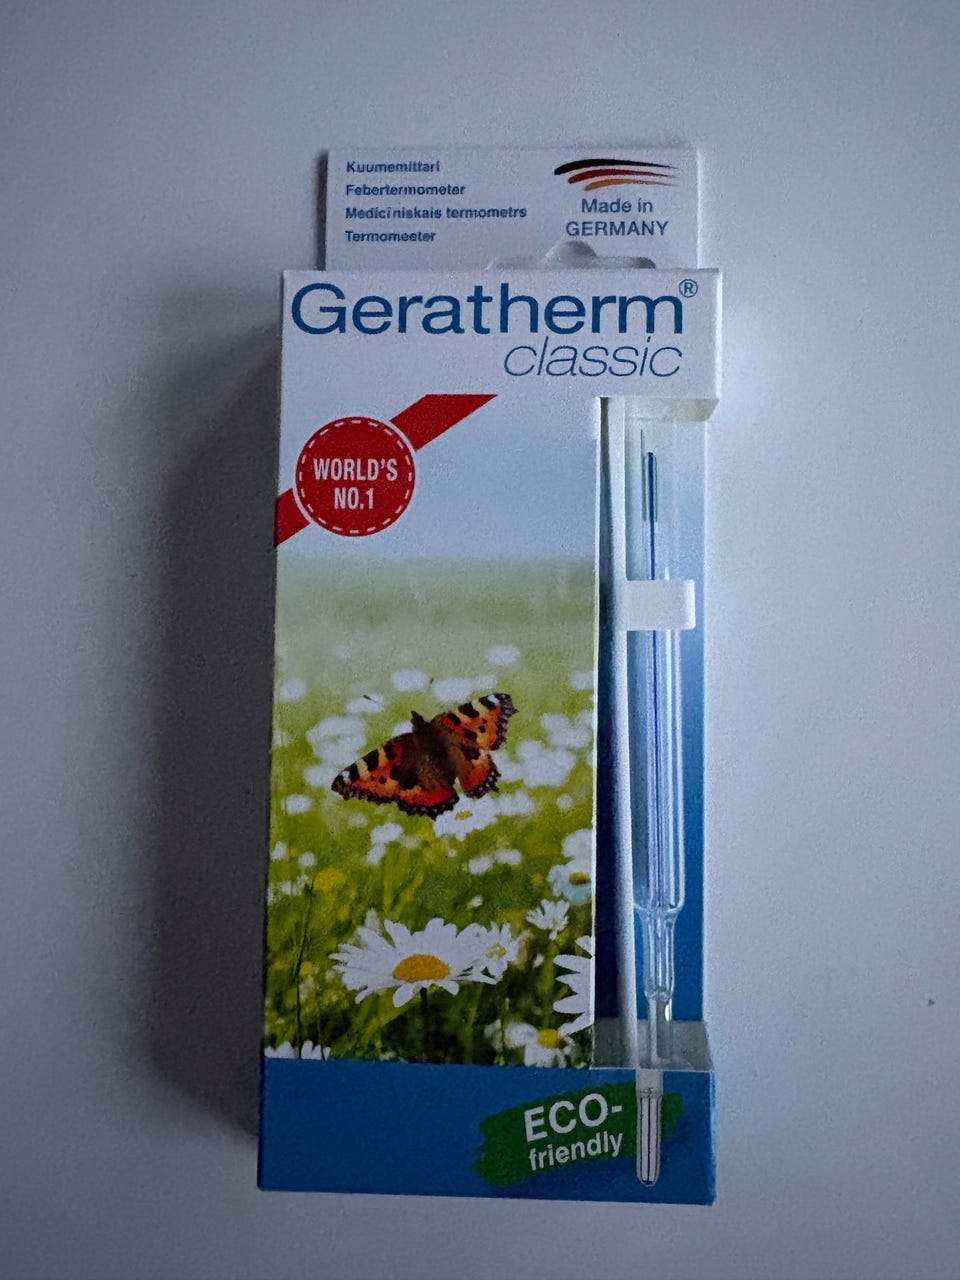 Kuumemittari
Febertermometer
Medicīniskais termometrs
Termomeeter
Made in
GERMANY
Geratherm®
classic
WORLD'S
NO.1
ECO-
friendly